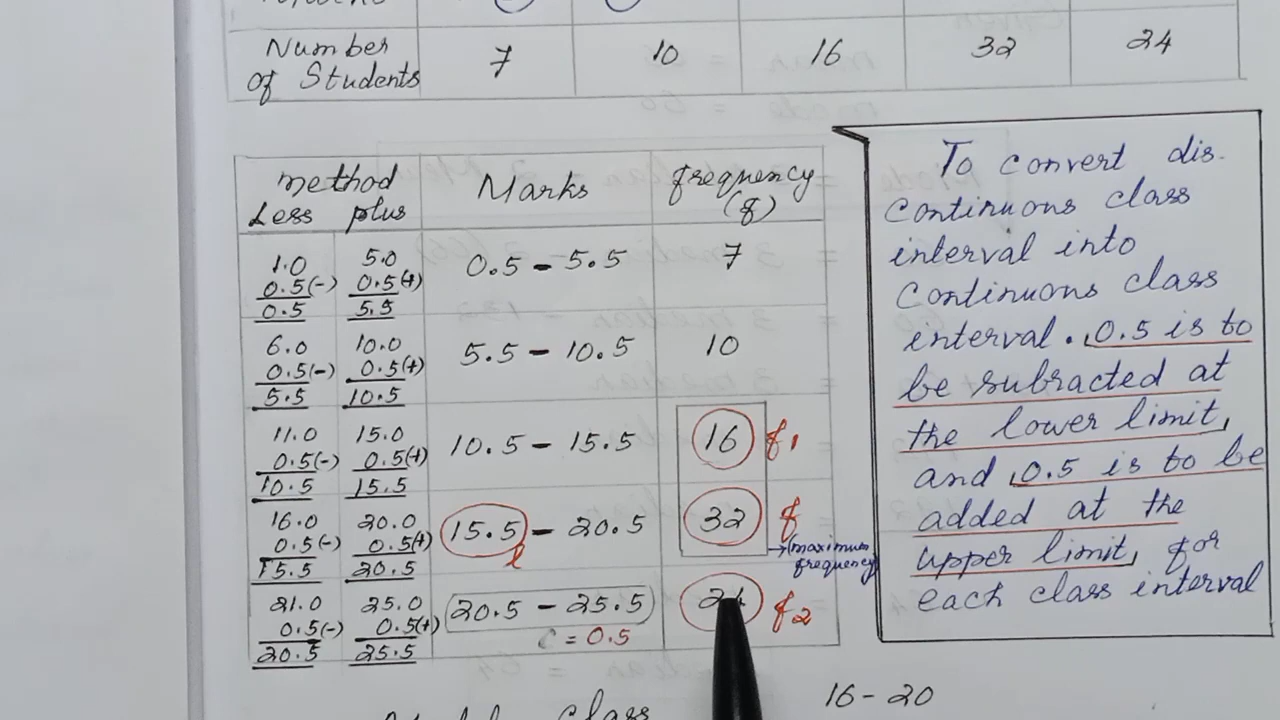 Number of Students 7 10 16 32 24
method
Less plus Marks frequency (f)
1.0 5.0
0.5(-) 0.5(+) 0.5 - 5.5 7
0.5 5.5
6.0 10.0
0.5(-) 0.5(+) 5.5 - 10.5 10
5.5 10.5
11.0 15.0
0.5(-) 0.5(+) 10.5 - 15.5 16 f1
10.5 15.5
16.0 20.0
0.5(-) 0.5(+) 15.5 - 20.5 32 f
l
15.5 20.5
(maximum
frequency)
21.0 25.0
0.5(-) 0.5(+) 20.5 - 25.5 24 f2
C = 0.5
20.5 25.5
To convert dis-
continuous class
interval into
continuous class
interval. 0.5 is to
be subracted at
the lower limit,
and 0.5 is to be
added at the
upper limit, for
each class interval
class 16 - 20